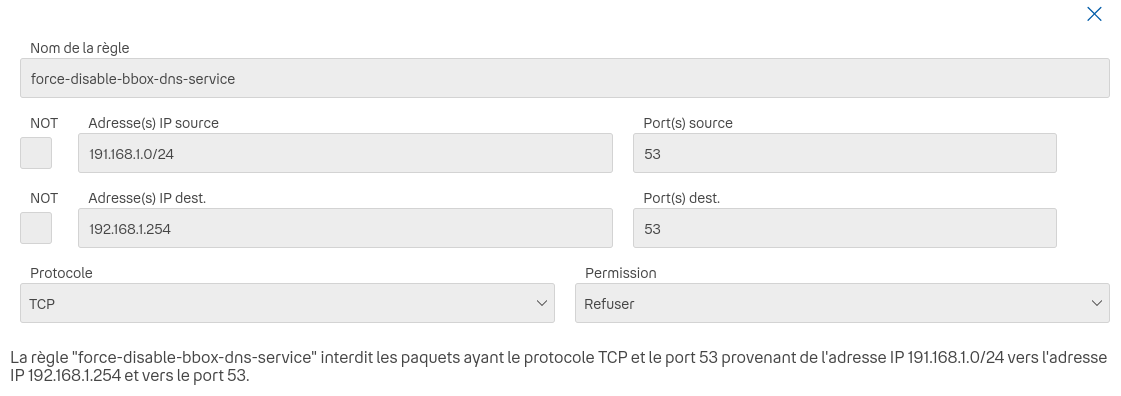 Nom de la règle
force-disable-bbox-dns-service
NOT Adresse(s) IP source Port(s) source
191.168.1.0/24 53
NOT Adresse(s) IP dest. Port(s) dest.
192.168.1.254 53
Protocole Permission
TCP Refuser
La règle "force-disable-bbox-dns-service" interdit les paquets ayant le protocole TCP et le port 53 provenant de l'adresse IP 191.168.1.0/24 vers l'adresse
IP 192.168.1.254 et vers le port 53.